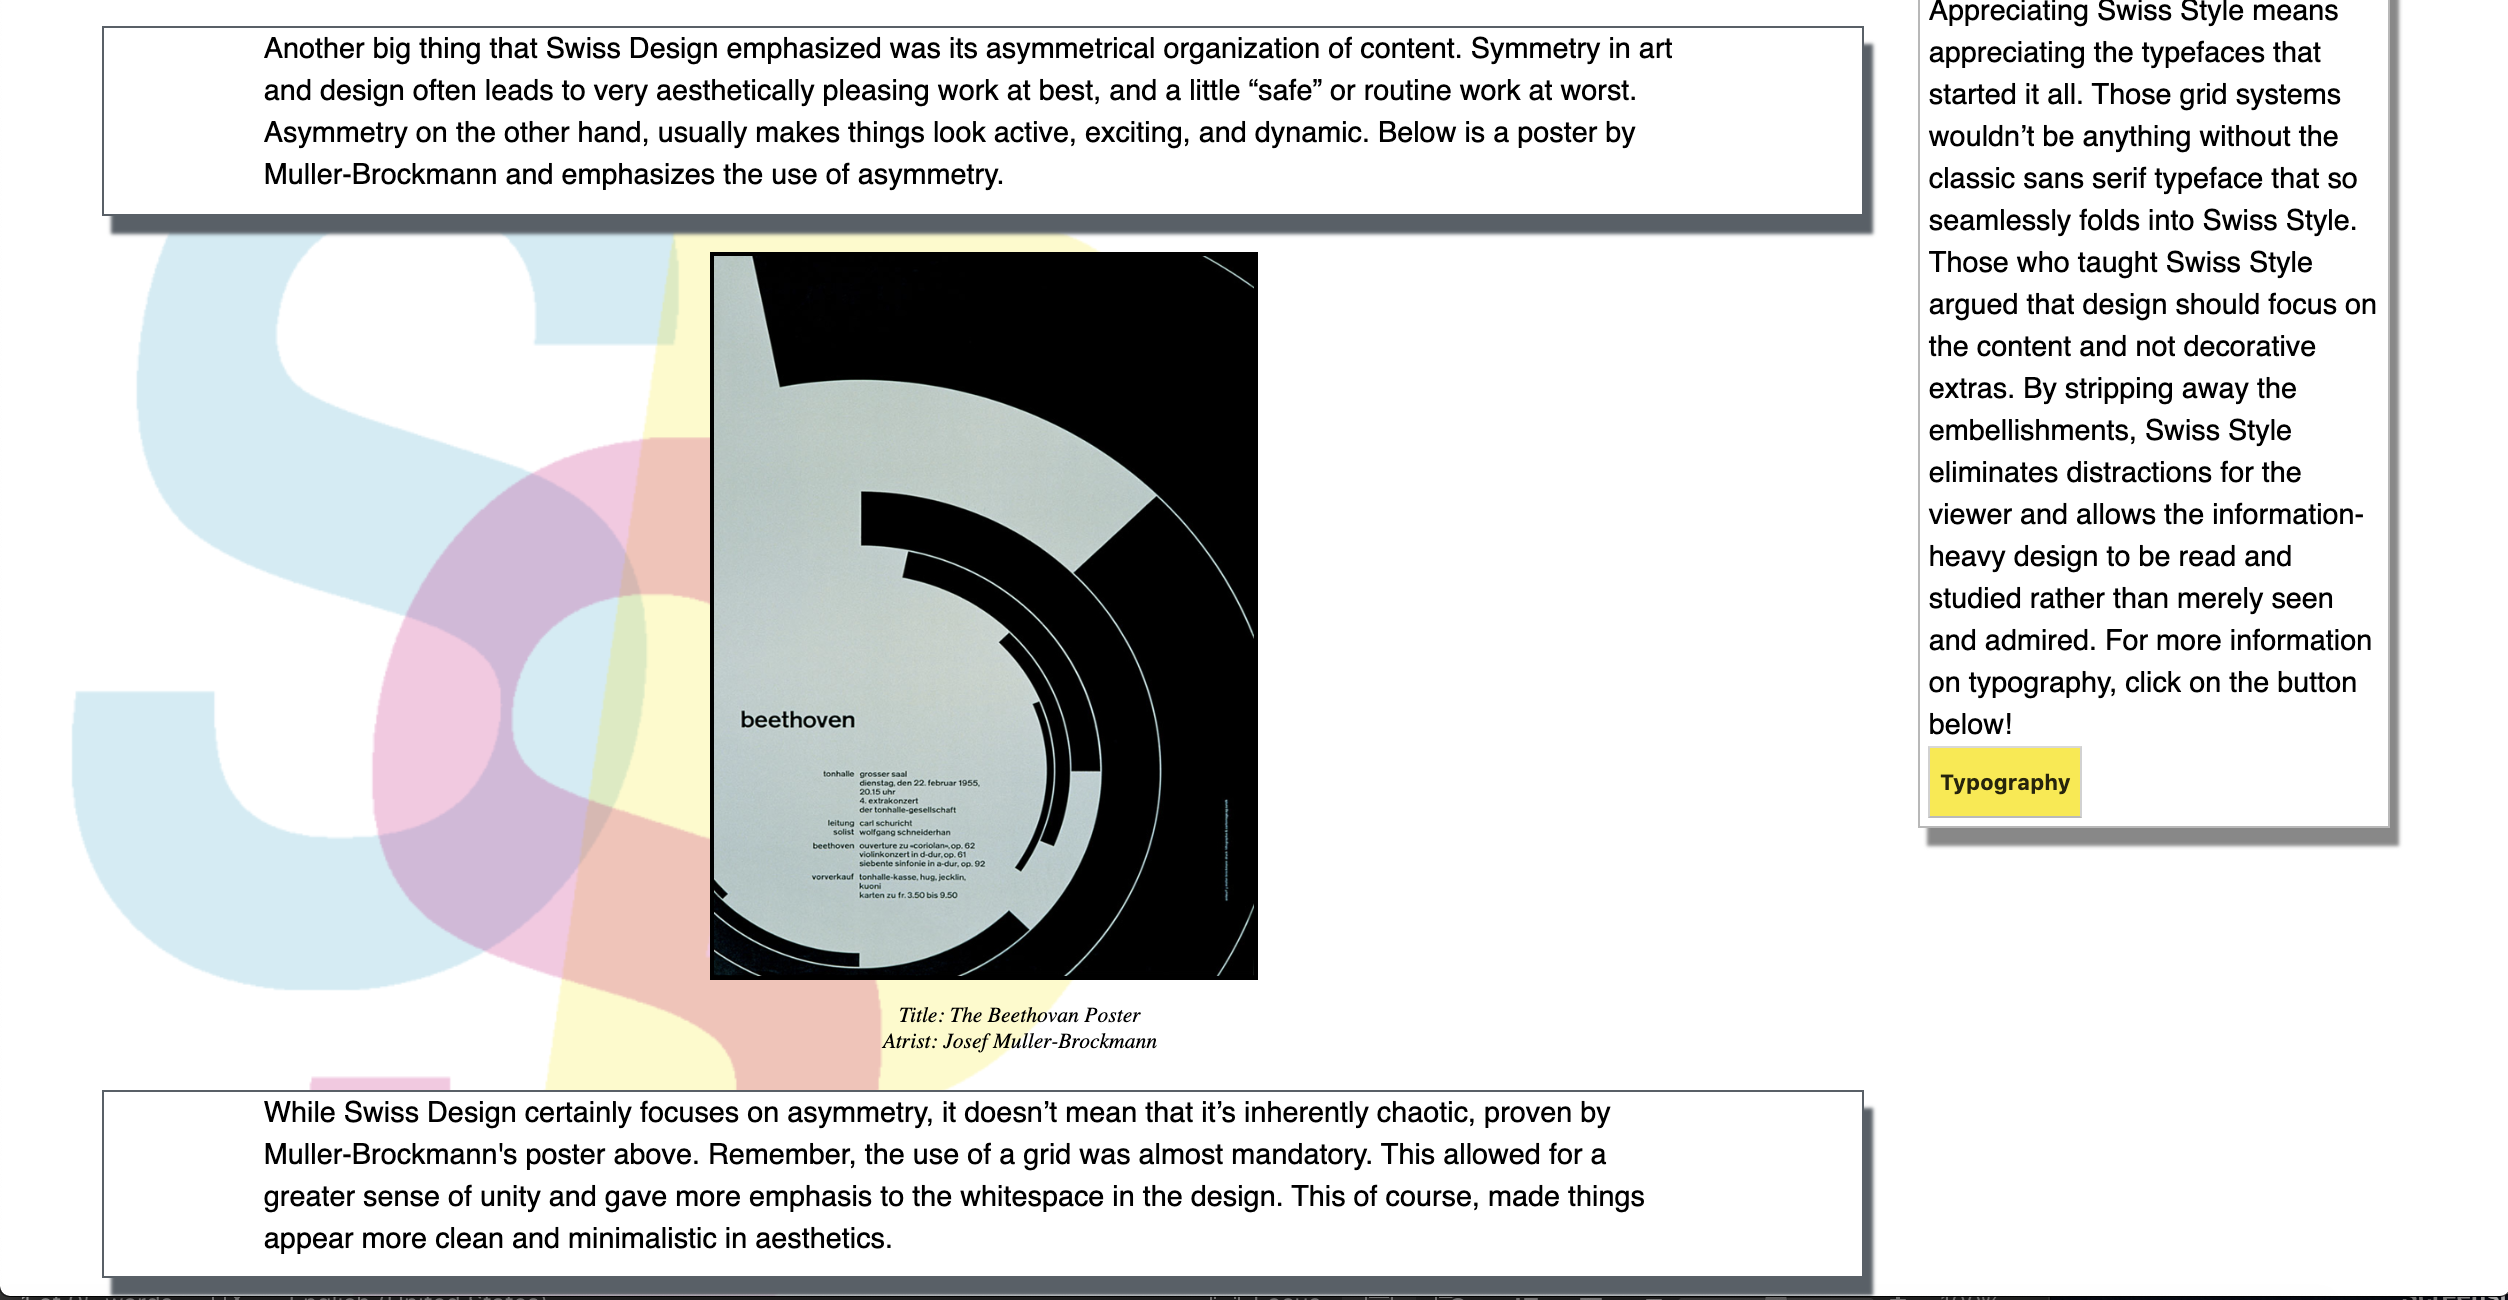 Another big thing that Swiss Design emphasized was its asymmetrical organization of content. Symmetry in art
and design often leads to very aesthetically pleasing work at best, and a little “safe” or routine work at worst.
Asymmetry on the other hand, usually makes things look active, exciting, and dynamic. Below is a poster by
Muller-Brockmann and emphasizes the use of asymmetry.
beethoven
tonhalle grosser saal
dienstag, den 22. februar 1955,
20.15 uhr
4. extrakonzert
der tonhalle-gesellschaft
leitung carl schuricht
solist wolfgang schneiderhan
beethoven ouverture zu «coriolan», op. 62
violinkonzert in d-dur, op. 61
siebente sinfonie in a-dur, op. 92
vorverkauf tonhalle-kasse, hug, jecklin,
kuoni
karten zu fr. 3.50 bis 9.50
Title: The Beethovan Poster
Atrist: Josef Muller-Brockmann
While Swiss Design certainly focuses on asymmetry, it doesn’t mean that it’s inherently chaotic, proven by
Muller-Brockmann's poster above. Remember, the use of a grid was almost mandatory. This allowed for a
greater sense of unity and gave more emphasis to the whitespace in the design. This of course, made things
appear more clean and minimalistic in aesthetics.
Appreciating Swiss Style means
appreciating the typefaces that
started it all. Those grid systems
wouldn’t be anything without the
classic sans serif typeface that so
seamlessly folds into Swiss Style.
Those who taught Swiss Style
argued that design should focus on
the content and not decorative
extras. By stripping away the
embellishments, Swiss Style
eliminates distractions for the
viewer and allows the information-
heavy design to be read and
studied rather than merely seen
and admired. For more information
on typography, click on the button
below!
Typography